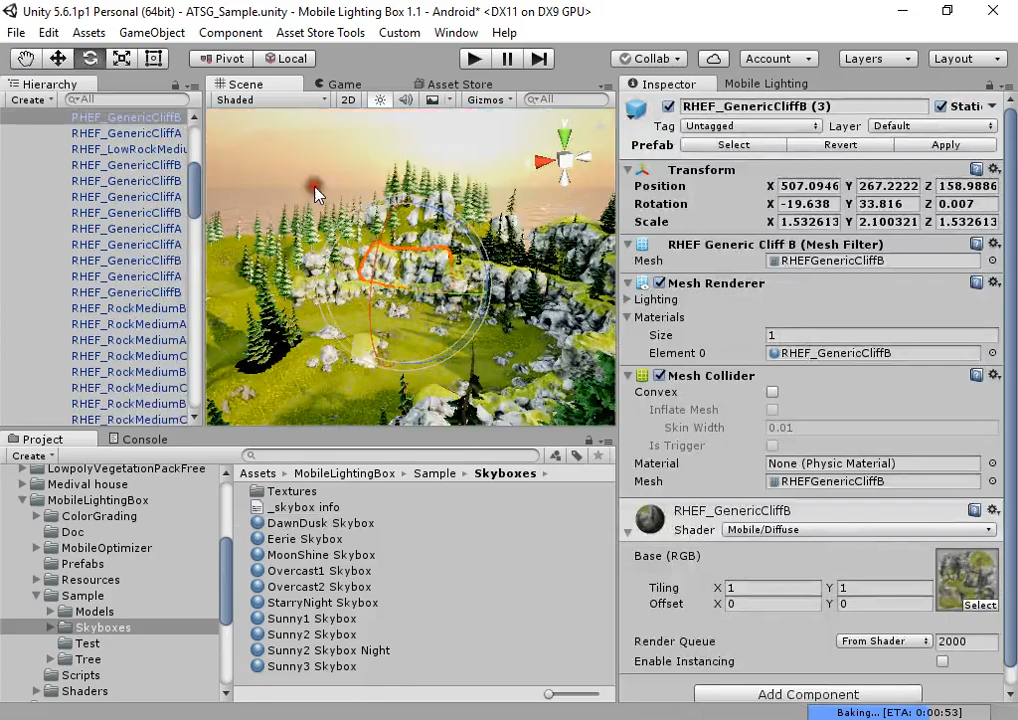 Unity 5.6.1p1 Personal (64bit) - ATSG_Sample.unity - Mobile Lighting Box 1.1 - Android* <DX11 on DX9 GPU>
File Edit Assets GameObject Component Asset Store Tools Custom Window Help
Pivot Local Collab Account Layers Layout
Hierarchy Scene Game Asset Store Inspector Mobile Lighting
Create All Shaded 2D Gizmos All
RHEF_GenericCliffB (3) Stati
Tag Untagged Layer Default
Prefab Select Revert Apply
Transform
Position X 507.0946 Y 267.2222 Z 158.9886
Rotation X -19.638 Y 33.816 Z 0.007
Scale X 1.532613 Y 2.100321 Z 1.532613
RHEF Generic Cliff B (Mesh Filter)
Mesh RHEFGenericCliffB
Mesh Renderer
Lighting
Materials
Size 1
Element 0 RHEF_GenericCliffB
Mesh Collider
Convex
Inflate Mesh
Skin Width 0.01
Is Trigger
Material None (Physic Material)
Mesh RHEFGenericCliffB
RHEF_GenericCliffB
Shader Mobile/Diffuse
Base (RGB)
Tiling X 1 Y 1
Offset X 0 Y 0
Select
Render Queue From Shader 2000
Enable Instancing
Add Component
RHEF_GenericCliffB
RHEF_GenericCliffA
RHEF_LowRockMediu
RHEF_GenericCliffB
RHEF_GenericCliffB
RHEF_GenericCliffA
RHEF_GenericCliffB
RHEF_GenericCliffA
RHEF_GenericCliffA
RHEF_GenericCliffB
RHEF_GenericCliffA
RHEF_GenericCliffB
RHEF_RockMediumB
RHEF_RockMediumA
RHEF_RockMediumA
RHEF_RockMediumC
RHEF_RockMediumB
RHEF_RockMediumC
RHEF_RockMediumB
RHEF_RockMediumC
Project Console
Create
LowpolyVegetationPackFree
Medival house
MobileLightingBox
ColorGrading
Doc
MobileOptimizer
Prefabs
Resources
Sample
Models
Skyboxes
Test
Tree
Scripts
Shaders
Assets MobileLightingBox Sample Skyboxes
Textures
_skybox info
DawnDusk Skybox
Eerie Skybox
MoonShine Skybox
Overcast1 Skybox
Overcast2 Skybox
StarryNight Skybox
Sunny1 Skybox
Sunny2 Skybox
Sunny2 Skybox Night
Sunny3 Skybox
Baking... [ETA: 0:00:53]